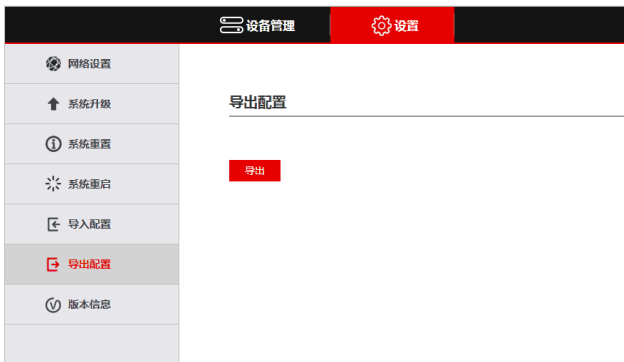 设备管理
设置
网络设置
系统升级
系统重置
系统重启
导入配置
导出配置
版本信息
导出配置
导出